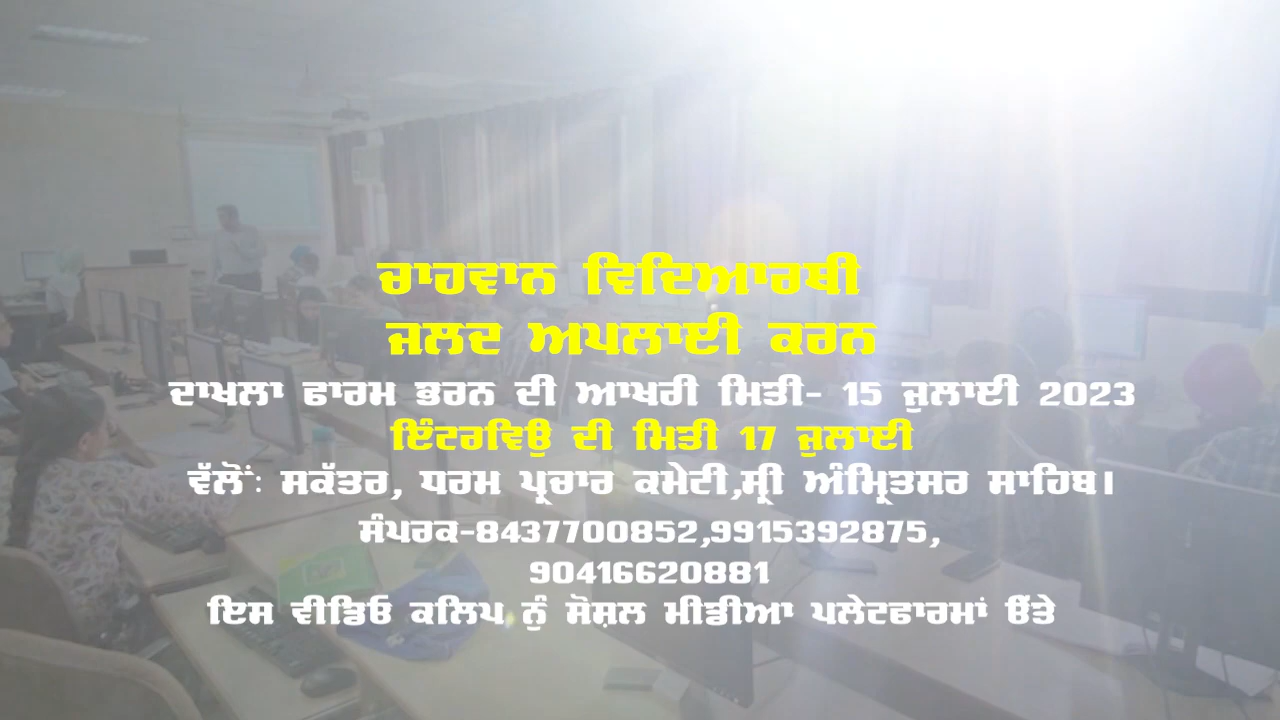 ਚਾਹਵਾਨ ਵਿਦਿਆਰਥੀ
ਜਲਦ ਅਪਲਾਈ ਕਰਨ
ਦਾਖਲਾ ਫਾਰਮ ਭਰਨ ਦੀ ਆਖਰੀ ਮਿਤੀ- 15 ਜੁਲਾਈ 2023
ਇੰਟਰਵਿਊ ਦੀ ਮਿਤੀ 17 ਜੁਲਾਈ
ਵੱਲੋਂ: ਸਕੱਤਰ, ਧਰਮ ਪ੍ਰਚਾਰ ਕਮੇਟੀ,ਸ੍ਰੀ ਅੰਮ੍ਰਿਤਸਰ ਸਾਹਿਬ।
ਸੰਪਰਕ-8437700852,9915392875,
90416620881
ਇਸ ਵੀਡਿਓ ਕਲਿਪ ਨੂੰ ਸੋਸ਼ਲ ਮੀਡੀਆ ਪਲੇਟਫਾਰਮਾਂ ਉੱਤੇ